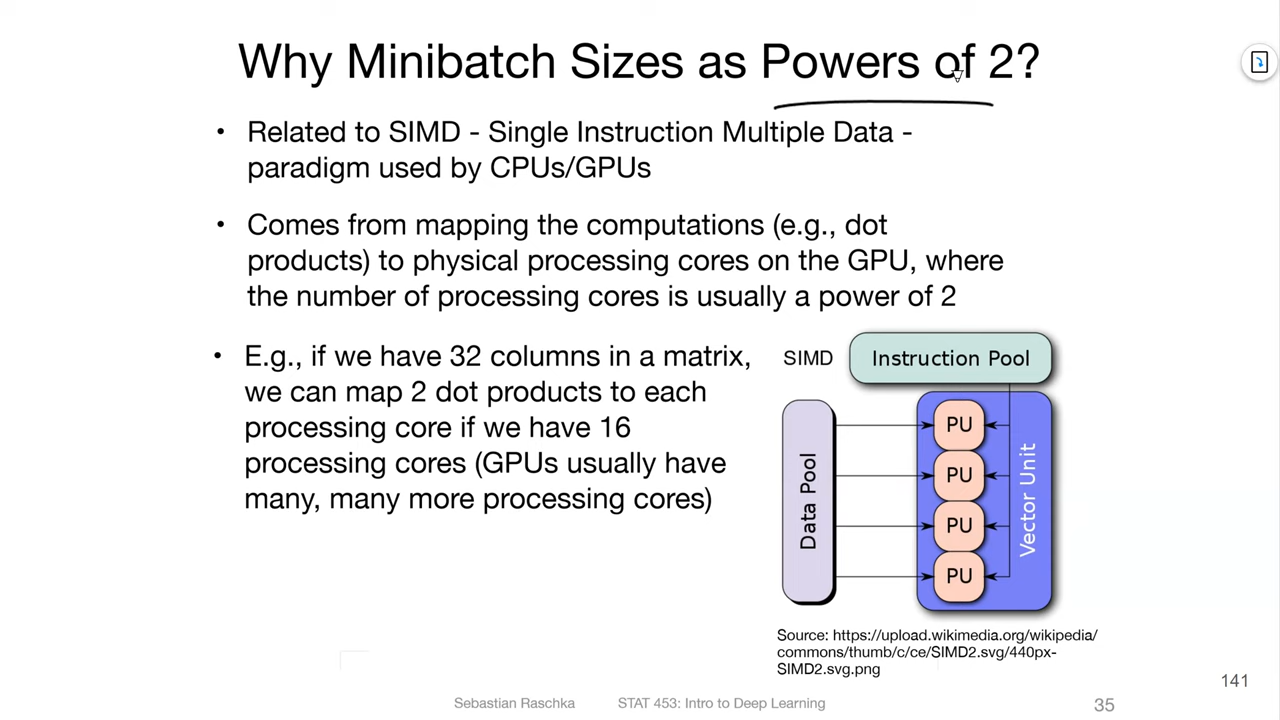 Why Minibatch Sizes as Powers of 2?
• Related to SIMD - Single Instruction Multiple Data -
paradigm used by CPUs/GPUs
• Comes from mapping the computations (e.g., dot
products) to physical processing cores on the GPU, where
the number of processing cores is usually a power of 2
• E.g., if we have 32 columns in a matrix,
we can map 2 dot products to each
processing core if we have 16
processing cores (GPUs usually have
many, many more processing cores)
SIMD
Instruction Pool
Data Pool
PU
PU
PU
PU
Vector Unit
Source: https://upload.wikimedia.org/wikipedia/
commons/thumb/c/ce/SIMD2.svg/440px-
SIMD2.svg.png
141
Sebastian Raschka
STAT 453: Intro to Deep Learning
35